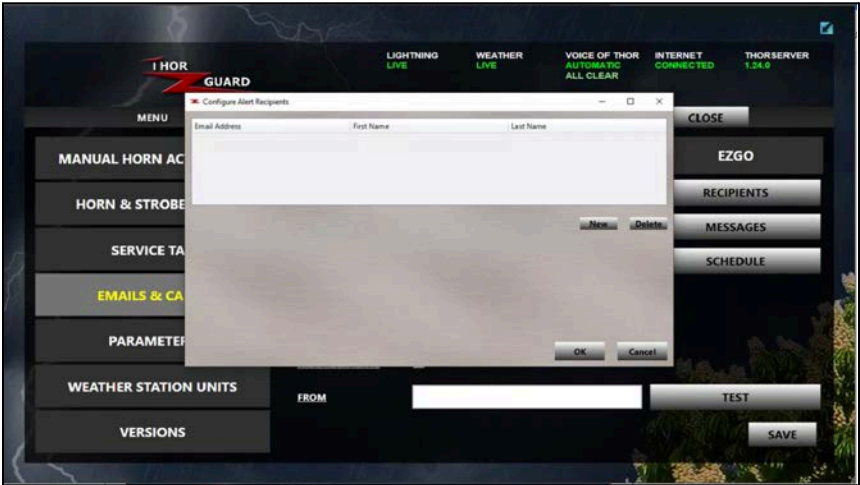 THOR
GUARD
LIGHTNING
LIVE
WEATHER
LIVE
VOICE OF THOR
AUTOMATIC
ALL CLEAR
INTERNET
CONNECTED
THORSERVER
1.24.0
MENU
CLOSE
Configure Alert Recipients
Email Address First Name Last Name
New Delete
OK Cancel
MANUAL HORN AC
HORN & STROBE
SERVICE TA
EMAILS & CA
PARAMETER
WEATHER STATION UNITS
VERSIONS
EZGO
RECIPIENTS
MESSAGES
SCHEDULE
FROM
TEST
SAVE